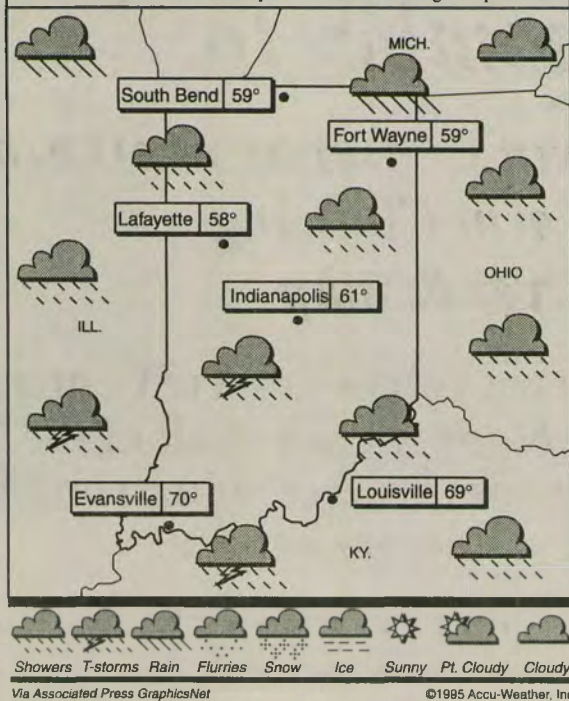 MICH.
South Bend 59°
Fort Wayne 59°
Lafayette 58°
OHIO
Indianapolis 61°
ILL.
Evansville 70°
Louisville 69°
KY.
Showers T-storms Rain Flurries Snow Ice Sunny Pt. Cloudy Cloudy
Via Associated Press GraphicsNet ©1995 Accu-Weather, Inc